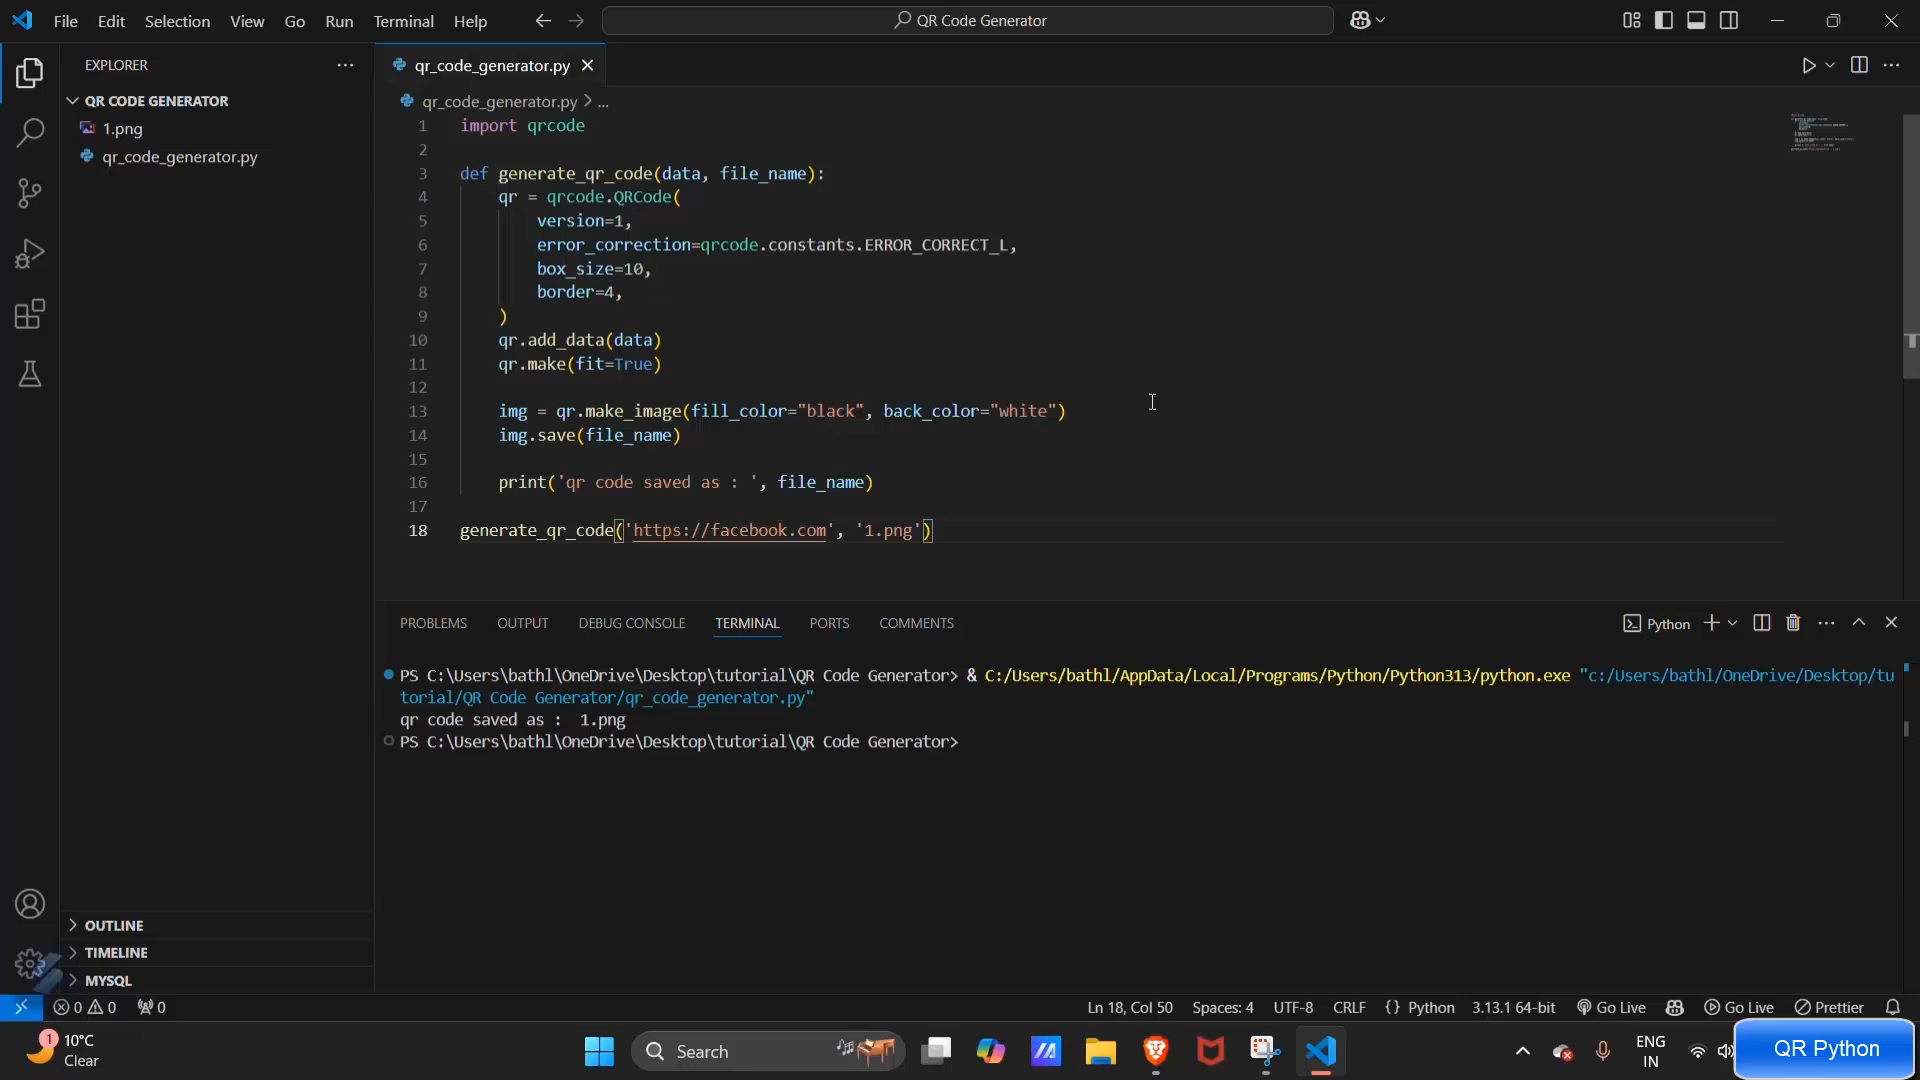 File Edit Selection View Go Run Terminal Help
QR Code Generator
EXPLORER
QR CODE GENERATOR
1.png
qr_code_generator.py
OUTLINE
TIMELINE
MYSQL
qr_code_generator.py
qr_code_generator.py > ...
1 import qrcode
2
3 def generate_qr_code(data, file_name):
4 qr = qrcode.QRCode(
5 version=1,
6 error_correction=qrcode.constants.ERROR_CORRECT_L,
7 box_size=10,
8 border=4,
9 )
10 qr.add_data(data)
11 qr.make(fit=True)
12
13 img = qr.make_image(fill_color="black", back_color="white")
14 img.save(file_name)
15
16 print('qr code saved as : ', file_name)
17
18 generate_qr_code('https://facebook.com', '1.png')
PROBLEMS OUTPUT DEBUG CONSOLE TERMINAL PORTS COMMENTS
Python
PS C:\Users\bathl\OneDrive\Desktop\tutorial\QR Code Generator> & C:/Users/bathl/AppData/Local/Programs/Python/Python313/python.exe "c:/Users/bathl/OneDrive/Desktop/tu
torial/QR Code Generator/qr_code_generator.py"
qr code saved as :  1.png
PS C:\Users\bathl\OneDrive\Desktop\tutorial\QR Code Generator>
0 0 0 Ln 18, Col 50 Spaces: 4 UTF-8 CRLF {} Python 3.13.1 64-bit Go Live Go Live Prettier
1
10°C
Clear
Search
ENG
IN
QR Python